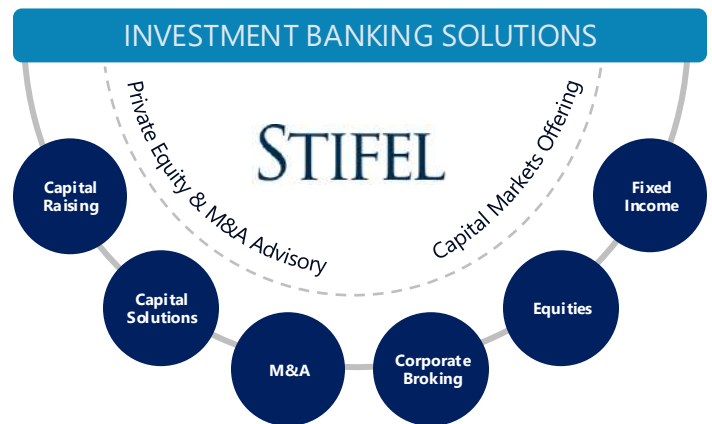 INVESTMENT BANKING SOLUTIONS
Private Equity & M&A Advisory
STIFEL
Capital Markets Offering
Capital
Raising
Capital
Solutions
M&A
Corporate
Broking
Equities
Fixed
Income